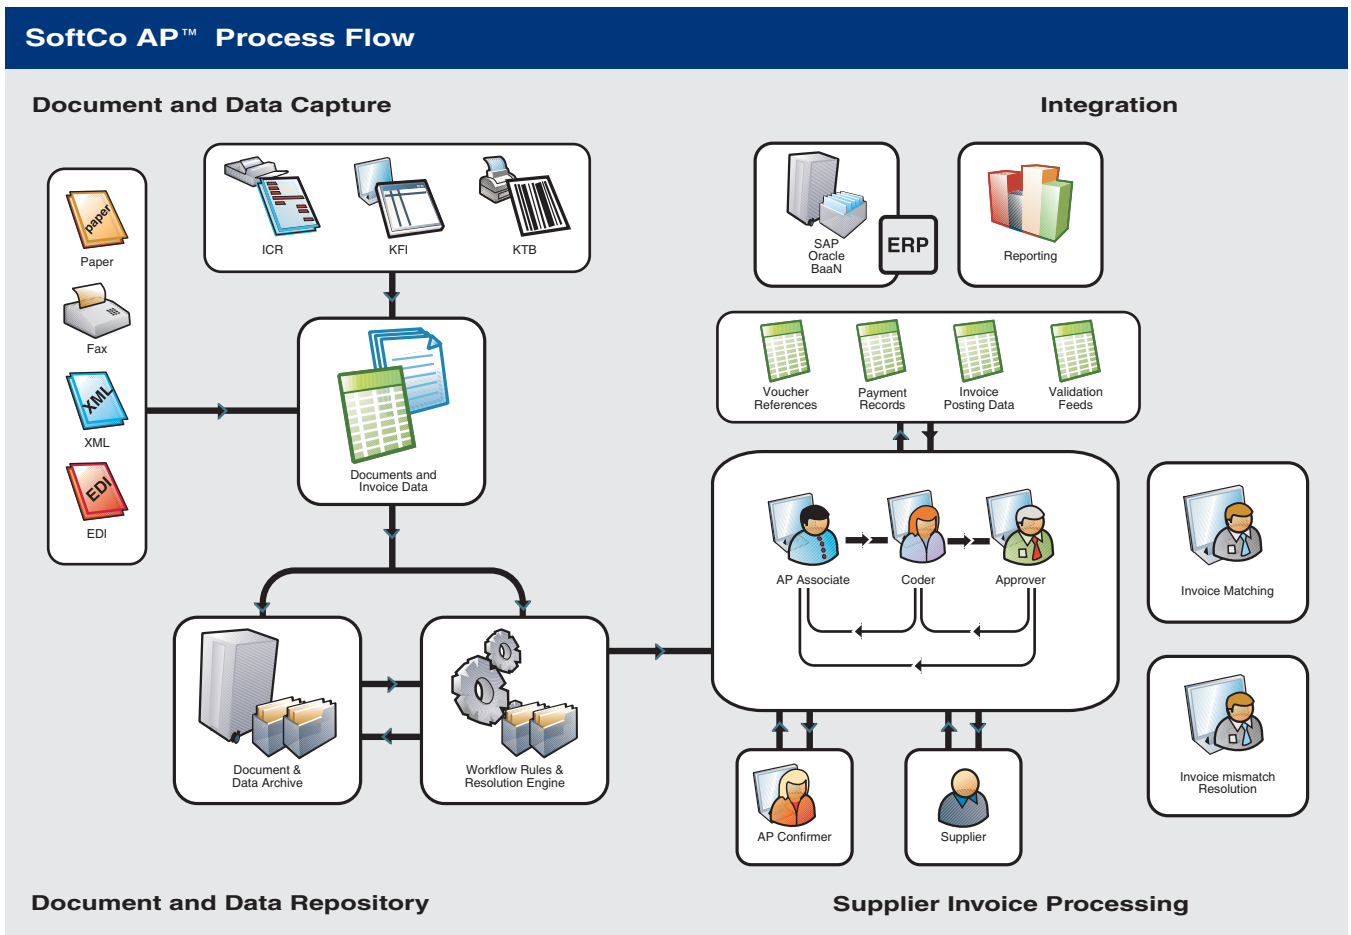 SoftCo AP™ Process Flow
Document and Data Capture
Integration
paper
Paper
Fax
XML
XML
EDI
EDI
ICR
KFI
KTB
Documents and
Invoice Data
SAP
Oracle
BaaN
ERP
Reporting
Voucher
References
Payment
Records
Invoice
Posting Data
Validation
Feeds
AP Associate
Coder
Approver
Invoice Matching
Invoice mismatch
Resolution
Document &
Data Archive
Workflow Rules &
Resolution Engine
AP Confirmer
Supplier
Document and Data Repository
Supplier Invoice Processing